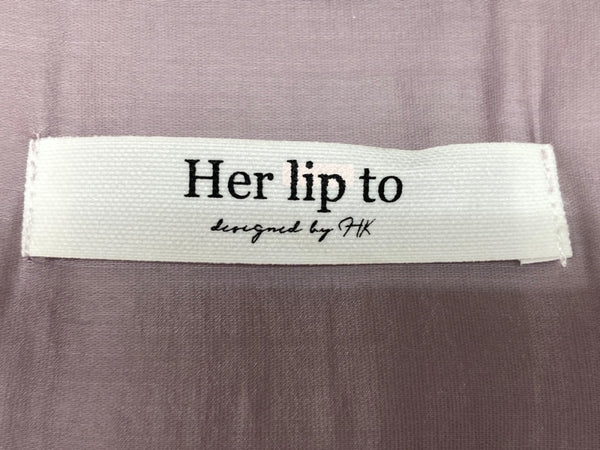 Her lip to
designed by HK